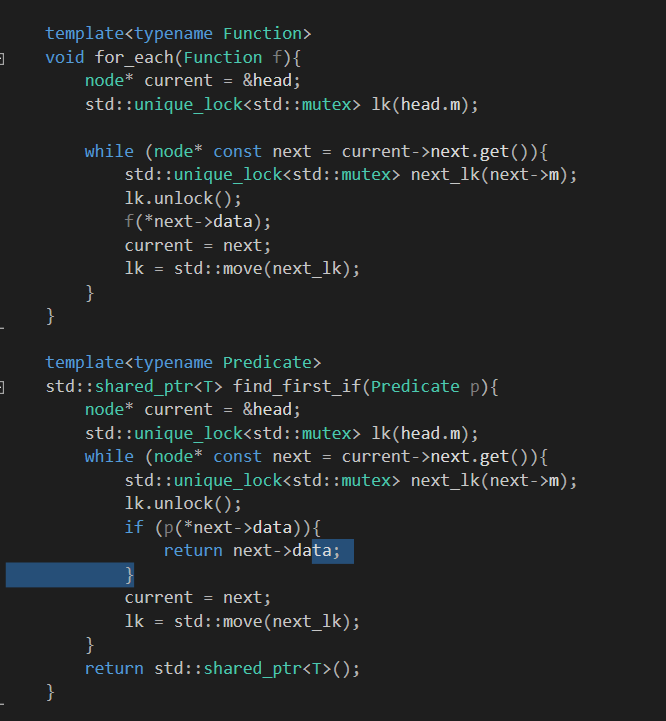 template<typename Function>
void for_each(Function f){
    node* current = &head;
    std::unique_lock<std::mutex> lk(head.m);

    while (node* const next = current->next.get()){
        std::unique_lock<std::mutex> next_lk(next->m);
        lk.unlock();
        f(*next->data);
        current = next;
        lk = std::move(next_lk);
    }
}

template<typename Predicate>
std::shared_ptr<T> find_first_if(Predicate p){
    node* current = &head;
    std::unique_lock<std::mutex> lk(head.m);
    while (node* const next = current->next.get()){
        std::unique_lock<std::mutex> next_lk(next->m);
        lk.unlock();
        if (p(*next->data)){
            return next->data;
        }
        current = next;
        lk = std::move(next_lk);
    }
    return std::shared_ptr<T>();
}